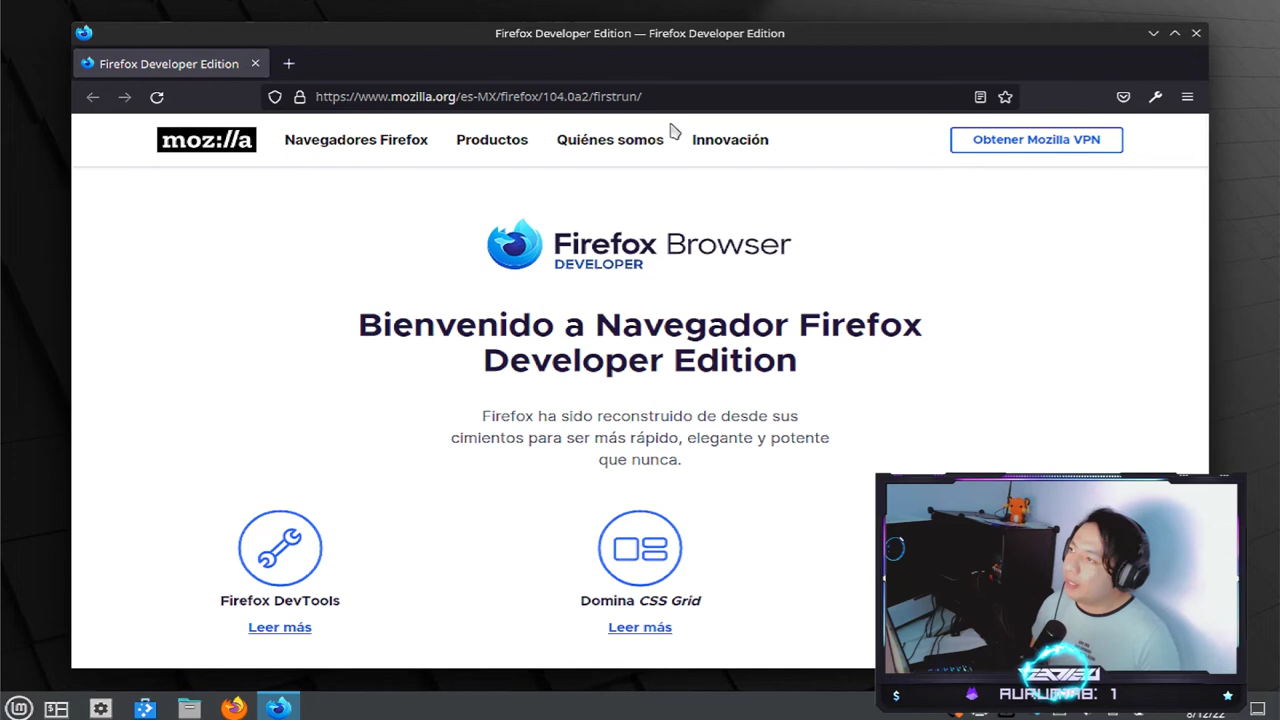 Firefox Developer Edition — Firefox Developer Edition
Firefox Developer Edition
https://www.mozilla.org/es-MX/firefox/104.0a2/firstrun/
moz://a
Navegadores Firefox
Productos
Quiénes somos
Innovación
Obtener Mozilla VPN
Firefox Browser
DEVELOPER
Bienvenido a Navegador Firefox
Developer Edition
Firefox ha sido reconstruido de desde sus
cimientos para ser más rápido, elegante y potente
que nunca.
Firefox DevTools
Leer más
Domina CSS Grid
Leer más
8/12/22